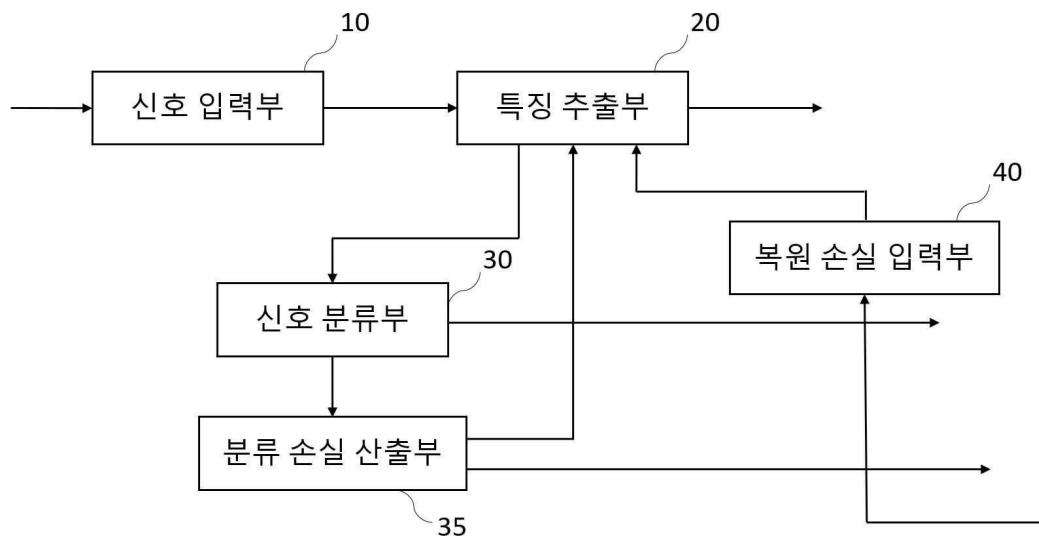 10
20
신호 입력부
특징 추출부
40
복원 손실 입력부
30
신호 분류부
분류 손실 산출부
35